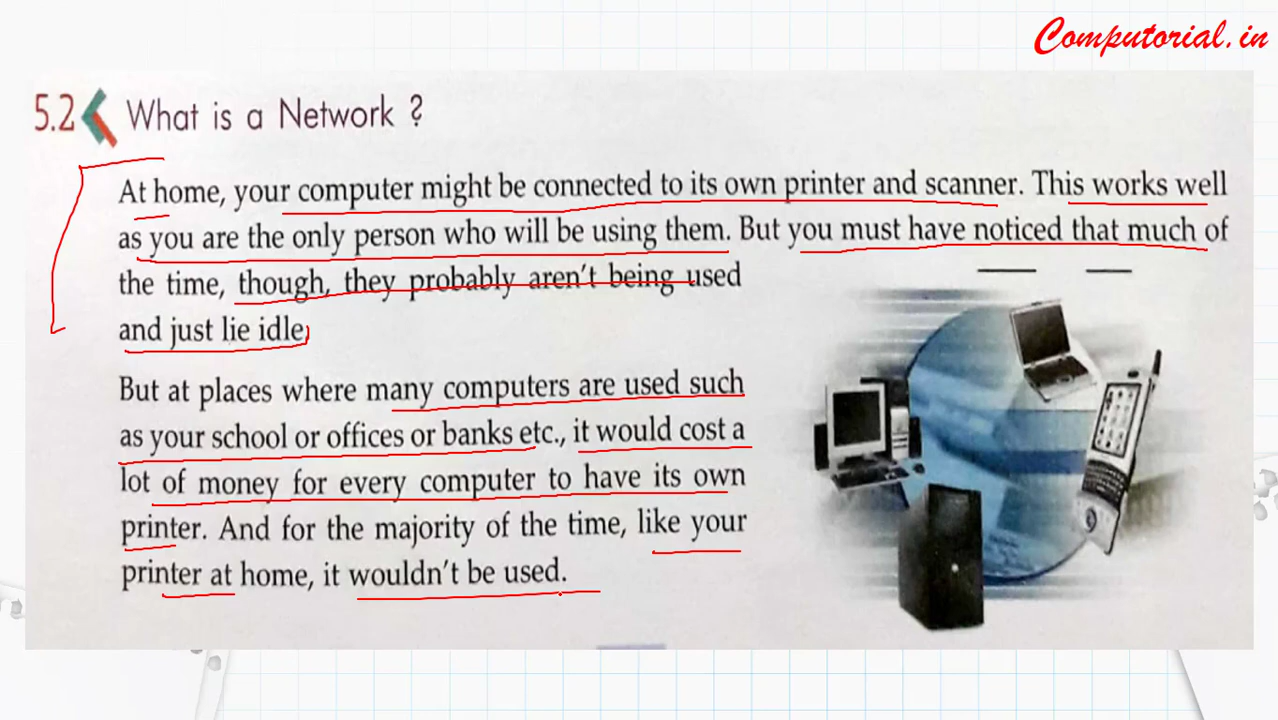 Computorial.in
5.2 What is a Network ?
At home, your computer might be connected to its own printer and scanner. This works well
as you are the only person who will be using them. But you must have noticed that much of
the time, though, they probably aren't being used
and just lie idle.
But at places where many computers are used such
as your school or offices or banks etc., it would cost a
lot of money for every computer to have its own
printer. And for the majority of the time, like your
printer at home, it wouldn't be used.